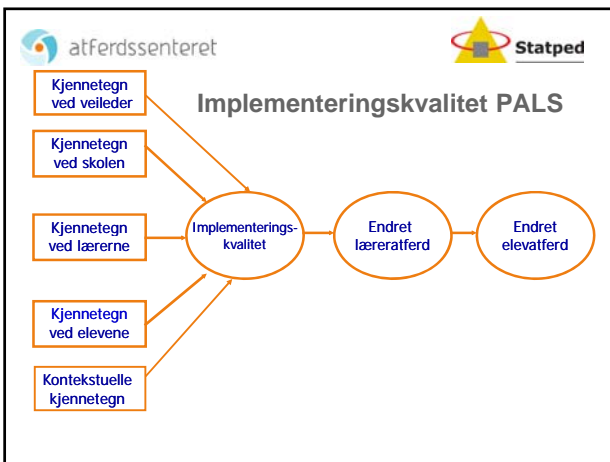 atferdssenteret
Statped
Implementeringskvalitet PALS
Kjennetegn
ved veileder
Kjennetegn
ved skolen
Kjennetegn
ved lærerne
Kjennetegn
ved elevene
Kontekstuelle
kjennetegn
Implementerings-
kvalitet
Endret
læreratferd
Endret
elevatferd